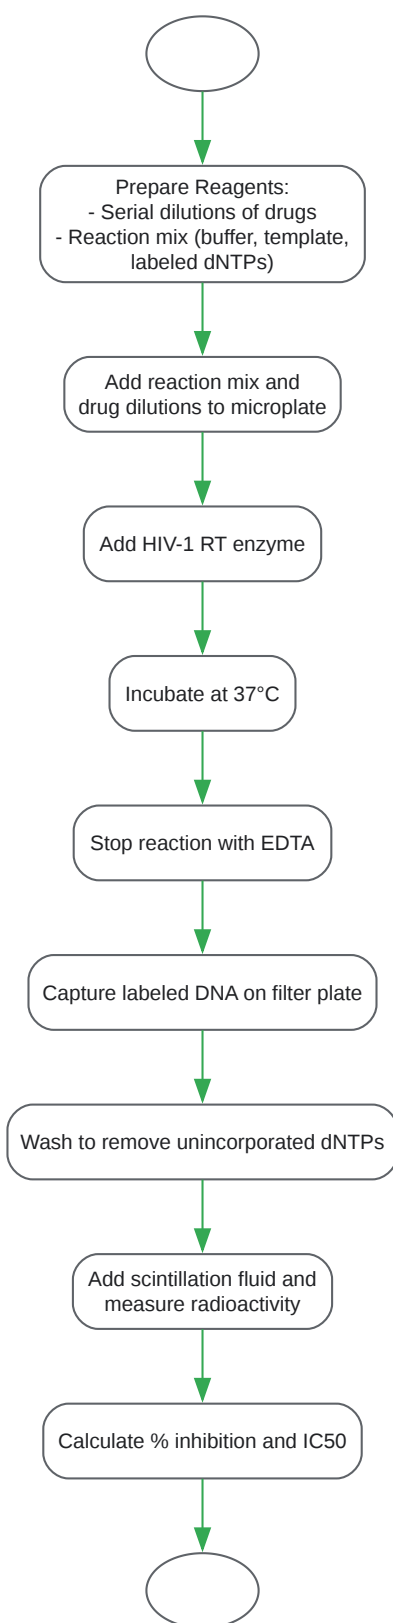 Prepare Reagents:
- Serial dilutions of drugs
- Reaction mix (buffer, template,
labeled dNTPs)
Add reaction mix and
drug dilutions to microplate
Add HIV-1 RT enzyme
Incubate at 37°C
Stop reaction with EDTA
Capture labeled DNA on filter plate
Wash to remove unincorporated dNTPs
Add scintillation fluid and
measure radioactivity
Calculate % inhibition and IC50